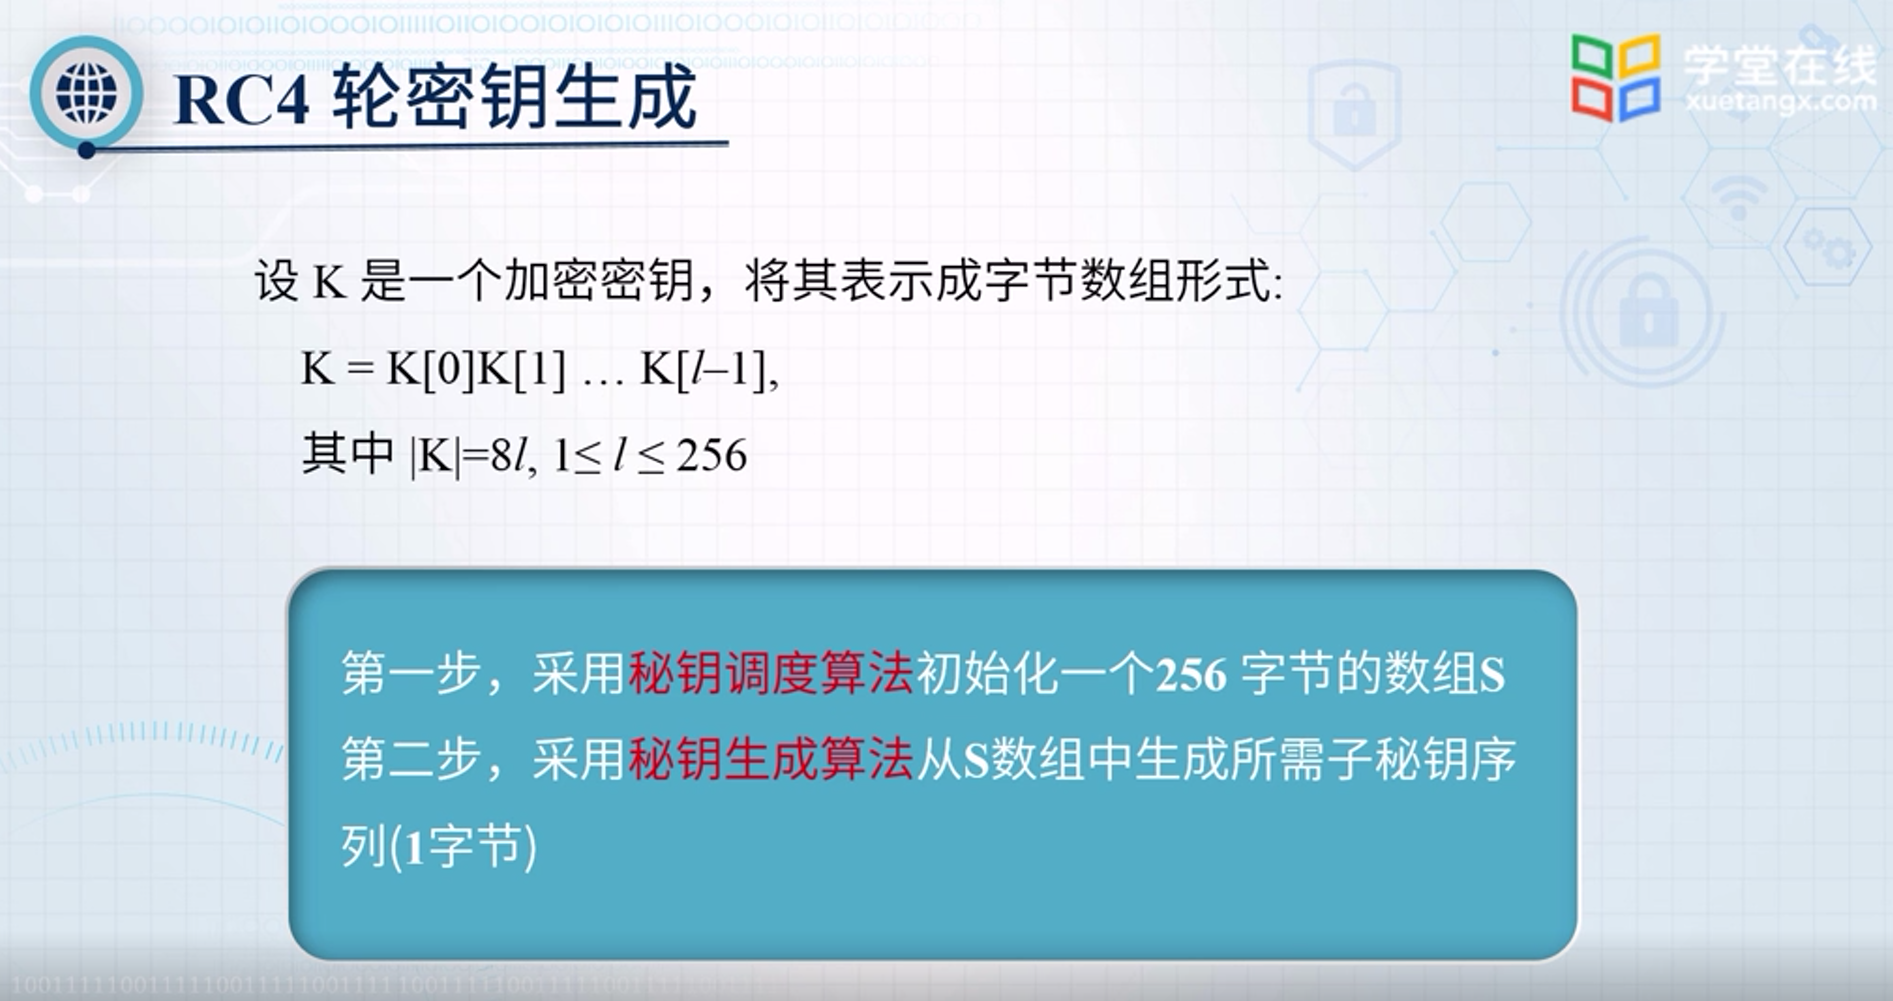 RC4 轮密钥生成
学堂在线
xuetangx.com
设 K 是一个加密密钥，将其表示成字节数组形式:
K = K[0]K[1] … K[l–1],
其中 |K|=8l, 1≤ l ≤ 256
第一步，采用秘钥调度算法初始化一个256 字节的数组S
第二步，采用秘钥生成算法从S数组中生成所需子秘钥序
列(1字节)